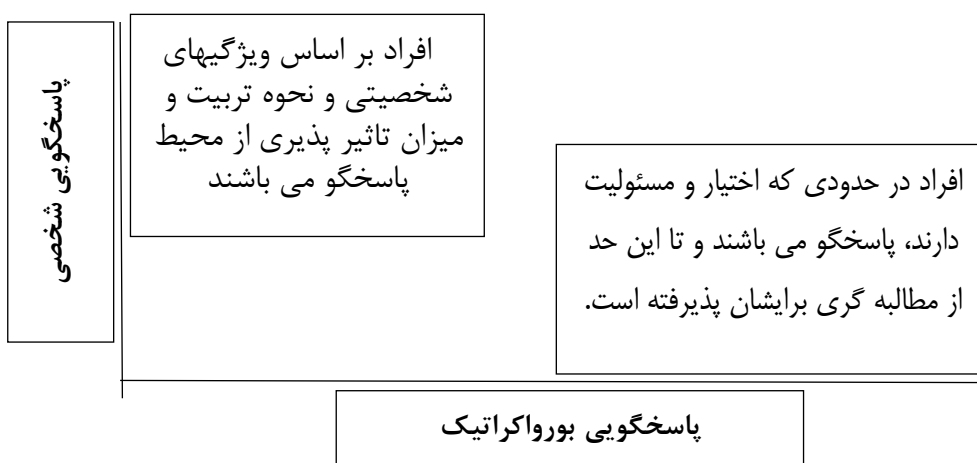 پاسخگویی شخصی
افراد بر اساس ویژگیهای
شخصیتی و نحوه تربیت و
میزان تاثیر پذیری از محیط
پاسخگو می باشند
افراد در حدودی که اختیار و مسئولیت
دارند، پاسخگو می باشند و تا این حد
از مطالبه گری برایشان پذیرفته است.
پاسخگویی بورواکراتیک